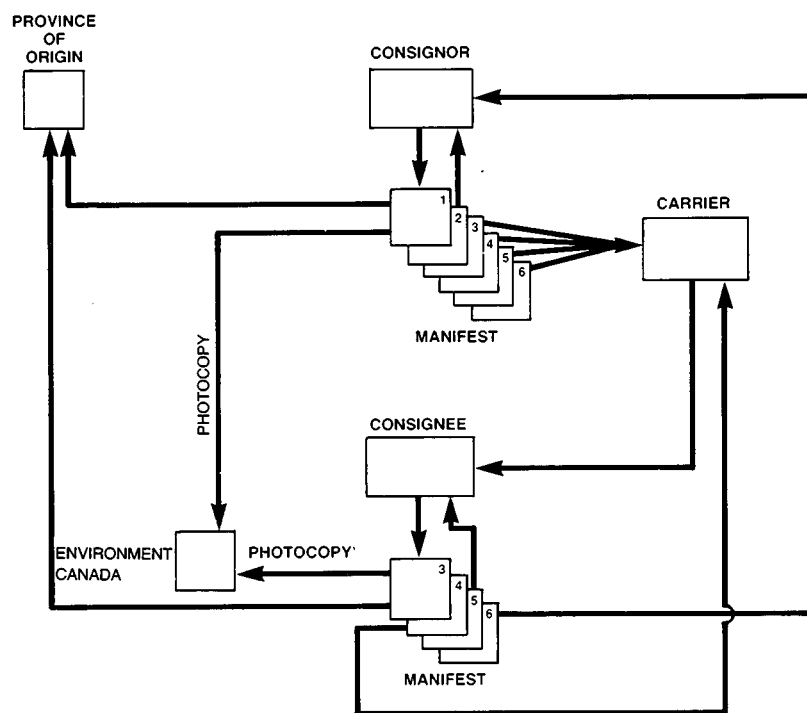 PROVINCE
OF
ORIGIN
CONSIGNOR
1
2
3
4
5
6
CARRIER
MANIFEST
PHOTOCOPY
CONSIGNEE
ENVIRONMENT
CANADA
PHOTOCOPY
3
4
5
6
MANIFEST